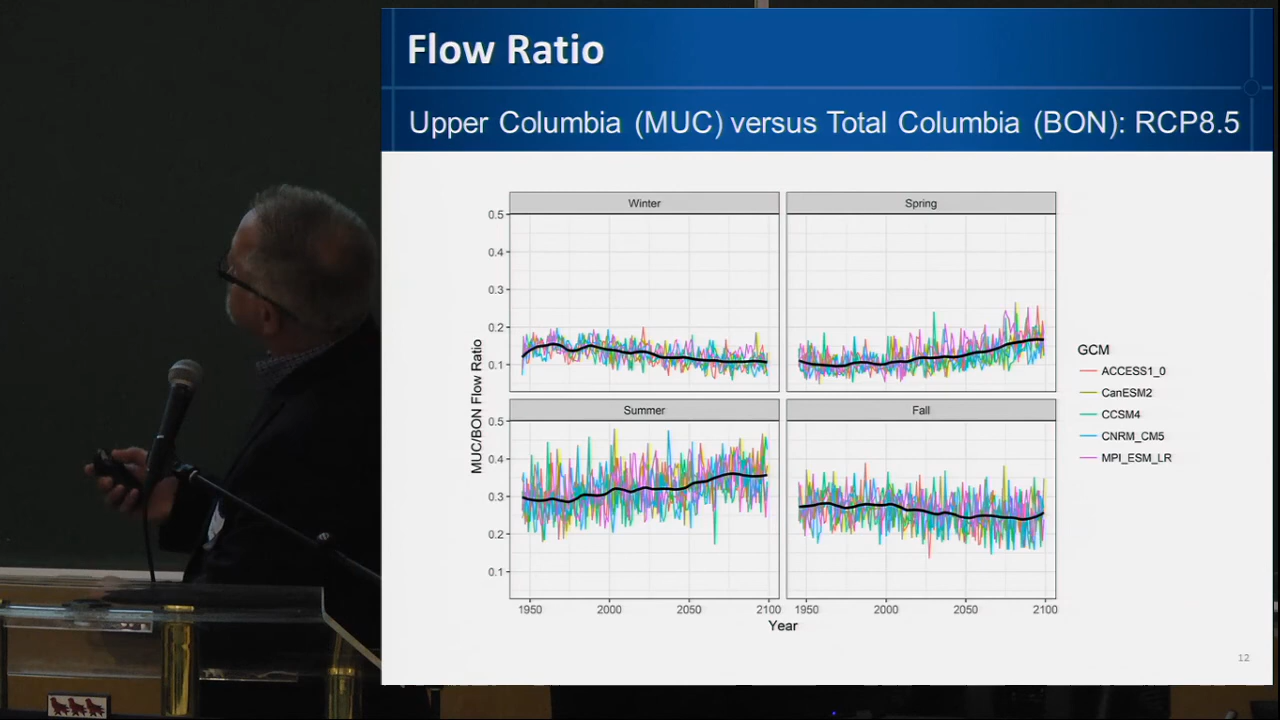 Flow Ratio
Upper Columbia (MUC) versus Total Columbia (BON): RCP8.5
Winter
Spring
0.5
0.4
0.3
0.2
0.1
Summer
Fall
0.5
0.4
0.3
0.2
0.1
MUC/BON Flow Ratio
1950
2000
2050
2100
1950
2000
2050
2100
Year
GCM
ACCESS1_0
CanESM2
CCSM4
CNRM_CM5
MPI_ESM_LR
12